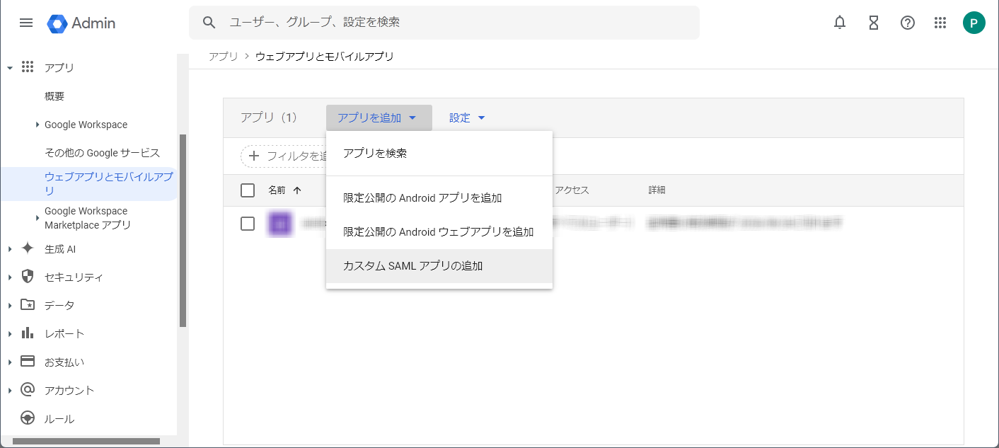 Admin
ユーザー、グループ、設定を検索
P
アプリ
概要
Google Workspace
その他の Google サービス
ウェブアプリとモバイルアプ
リ
Google Workspace
Marketplace アプリ
生成 AI
セキュリティ
データ
レポート
お支払い
アカウント
ルール
アプリ > ウェブアプリとモバイルアプリ
アプリ（1） アプリを追加 設定
フィルタを追
アプリを検索
限定公開の Android アプリを追加
限定公開の Android ウェブアプリを追加
カスタム SAML アプリの追加
名前 アクセス 詳細